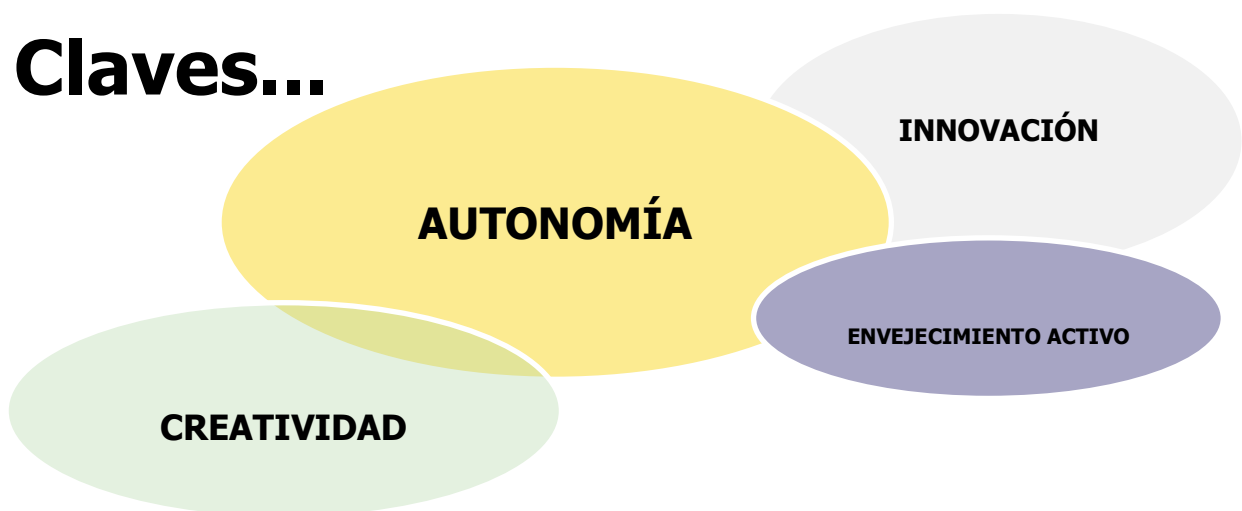 Claves...
INNOVACIÓN
AUTONOMÍA
ENVEJECIMIENTO ACTIVO
CREATIVIDAD